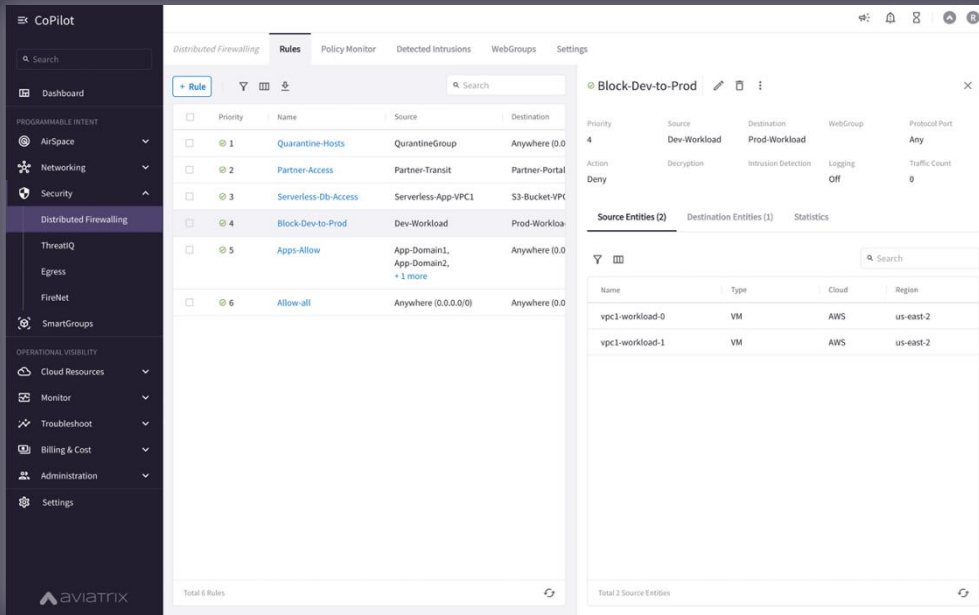 CoPilot
Search
Dashboard
PROGRAMMABLE INTENT
AirSpace
Networking
Security
Distributed Firewalling
ThreatIQ
Egress
FireNet
SmartGroups
OPERATIONAL VISIBILITY
Cloud Resources
Monitor
Troubleshoot
Billing & Cost
Administration
Settings
aviatrix
R
Distributed Firewalling Rules Policy Monitor Detected Intrusions WebGroups Settings
+ Rule Search
Priority Name Source Destination
1 Quarantine-Hosts QurantineGroup Anywhere (0.0
2 Partner-Access Partner-Transit Partner-Portal
3 Serverless-Db-Access Serverless-App-VPC1 S3-Bucket-VPC
4 Block-Dev-to-Prod Dev-Workload Prod-Workloa
5 Apps-Allow App-Domain1, Anywhere (0.0
App-Domain2,
+ 1 more
6 Allow-all Anywhere (0.0.0.0/0) Anywhere (0.0
Total 6 Rules
Block-Dev-to-Prod
Priority Source Destination WebGroup Protocol Port
4 Dev-Workload Prod-Workload Any
Action Decryption Intrusion Detection Logging Traffic Count
Deny Off 0
Source Entities (2) Destination Entities (1) Statistics
Search
Name Type Cloud Region
vpc1-workload-0 VM AWS us-east-2
vpc1-workload-1 VM AWS us-east-2
Total 2 Source Entities